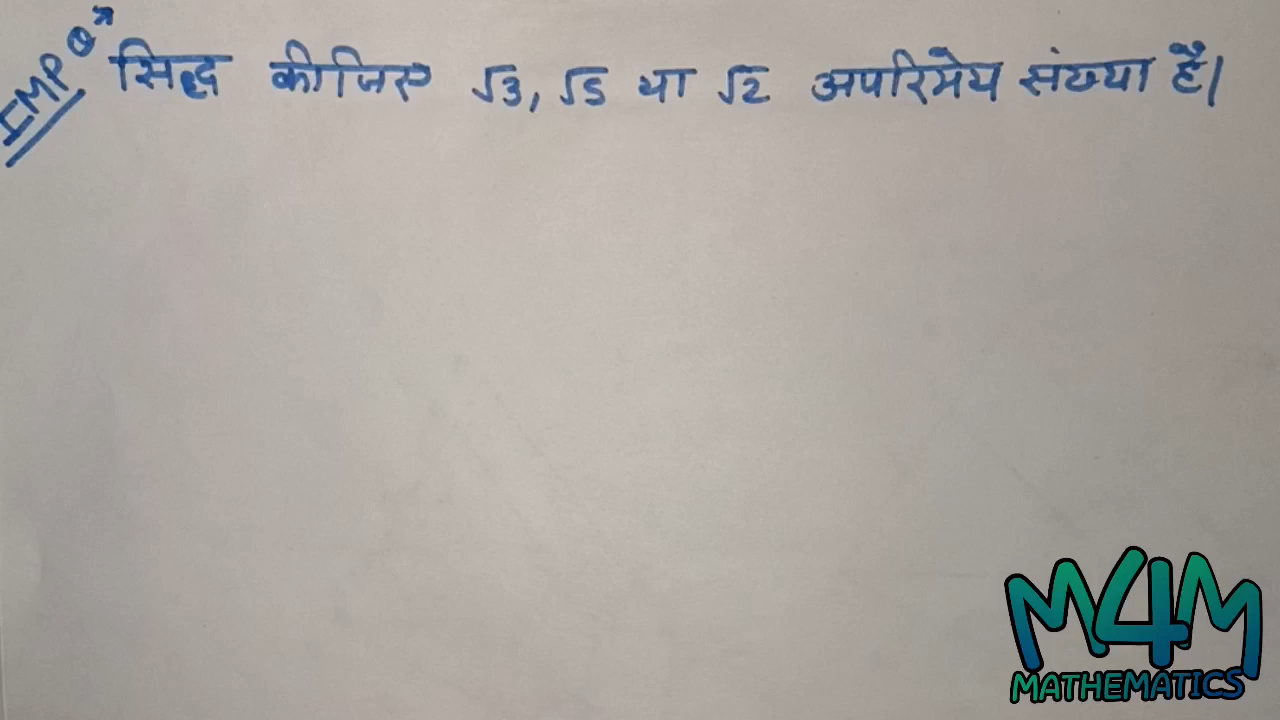 IMP Q*
सिद्ध कीजिए √3, √5 या √2 अपरिमेय संख्या है।
M4M
MATHEMATICS